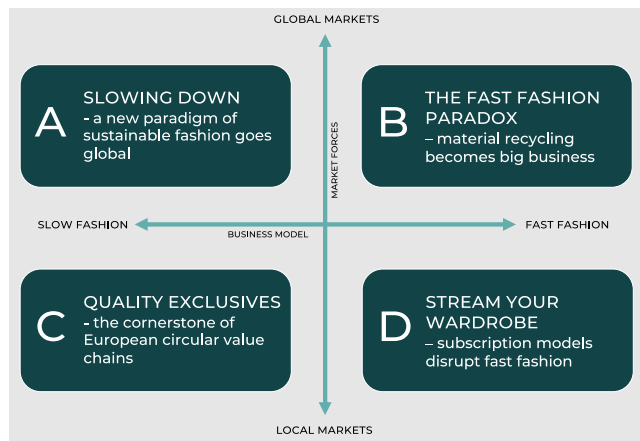 GLOBAL MARKETS
A
SLOWING DOWN
- a new paradigm of
sustainable fashion goes
global
B
THE FAST FASHION
PARADOX
– material recycling
becomes big business
MARKET FORCES
SLOW FASHION
BUSINESS MODEL
FAST FASHION
C
QUALITY EXCLUSIVES
- the cornerstone of
European circular value
chains
D
STREAM YOUR
WARDROBE
– subscription models
disrupt fast fashion
LOCAL MARKETS